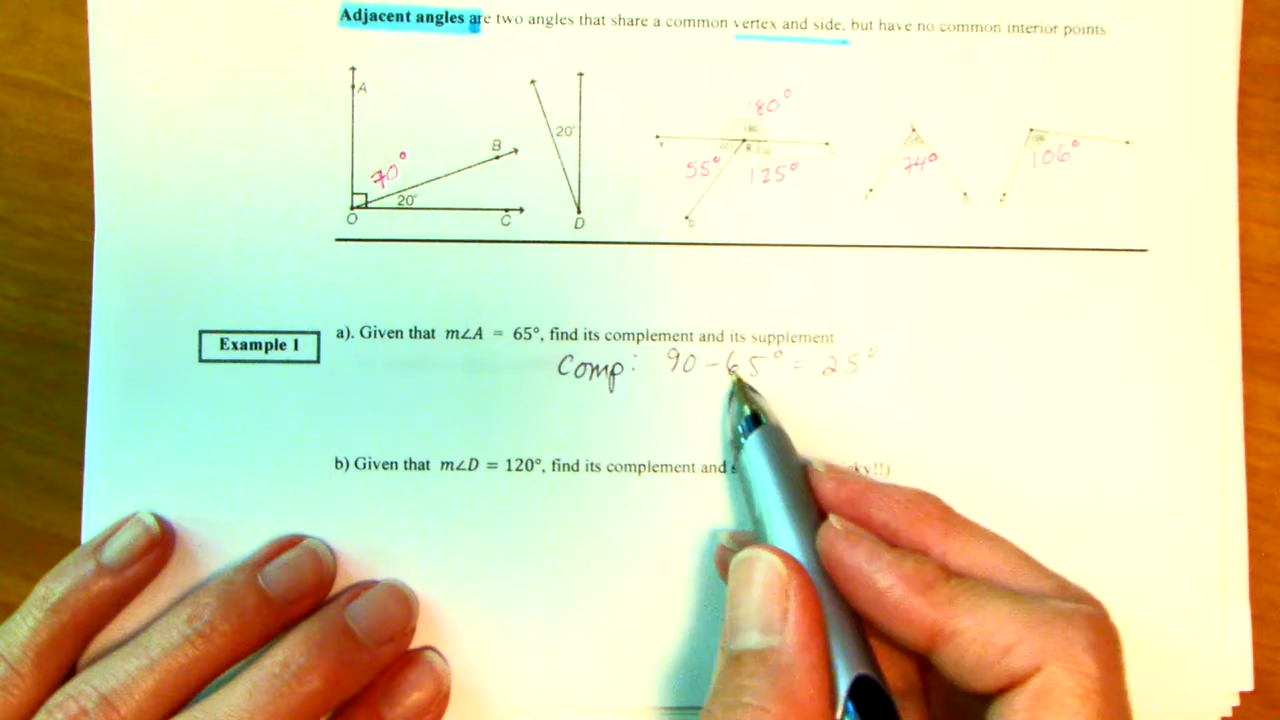 Adjacent angles are two angles that share a common vertex and side, but have no common interior points.
A
70°
B
20°
O
C
20°
D
180°
55°
125°
74°
106°
Example 1
a). Given that m∠A = 65°, find its complement and its supplement
Comp: 90 - 65° = 25°
b) Given that m∠D = 120°, find its complement and